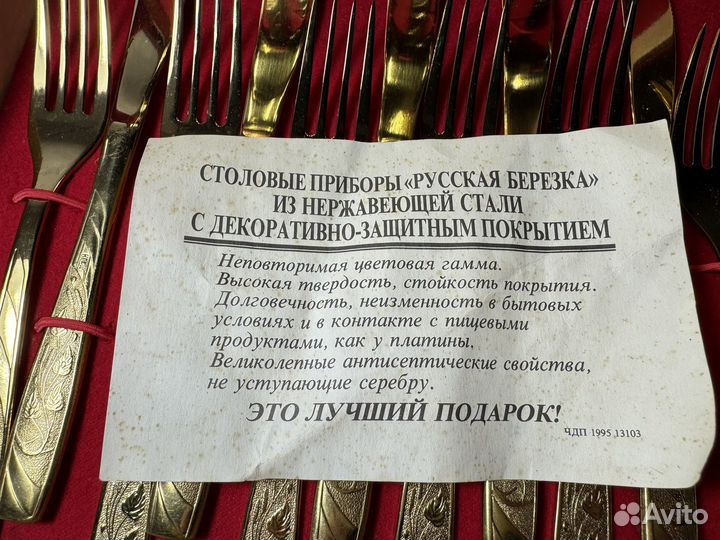 СТОЛОВЫЕ ПРИБОРЫ «РУССКАЯ БЕРЕЗКА»
ИЗ НЕРЖАВЕЮЩЕЙ СТАЛИ
С ДЕКОРАТИВНО-ЗАЩИТНЫМ ПОКРЫТИЕМ
Неповторимая цветовая гамма.
Высокая твердость, стойкость покрытия.
Долговечность, неизменность в бытовых
условиях и в контакте с пищевыми
продуктами, как у платины.
Великолепные антисептические свойства,
не уступающие серебру.
ЭТО ЛУЧШИЙ ПОДАРОК!
ЧДП 1995 13103
Avito